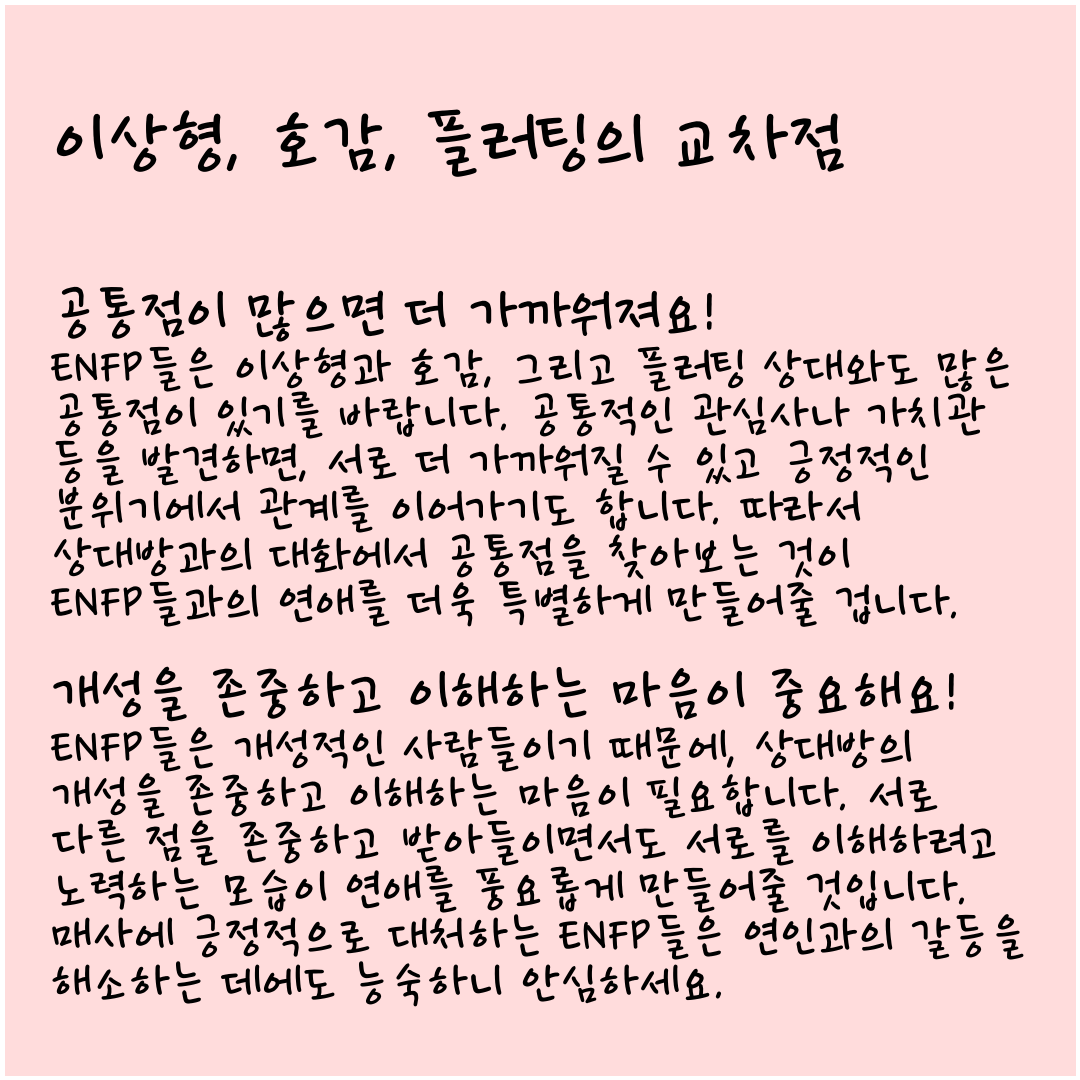 이상형, 호감, 플러팅의 교차점
공통점이 많으면 더 가까워져요!
ENFP들은 이상형과 호감, 그리고 플러팅 상대와도 많은
공통점이 있기를 바랍니다. 공통적인 관심사나 가치관
등을 발견하면, 서로 더 가까워질 수 있고 긍정적인
분위기에서 관계를 이어가기도 합니다. 따라서
상대방과의 대화에서 공통점을 찾아보는 것이
ENFP들과의 연애를 더욱 특별하게 만들어줄 겁니다.
개성을 존중하고 이해하는 마음이 중요해요!
ENFP들은 개성적인 사람들이기 때문에, 상대방의
개성을 존중하고 이해하는 마음이 필요합니다. 서로
다른 점을 존중하고 받아들이면서도 서로를 이해하려고
노력하는 모습이 연애를 풍요롭게 만들어줄 것입니다.
매사에 긍정적으로 대처하는 ENFP들은 연인과의 갈등을
해소하는 데에도 능숙하니 안심하세요.